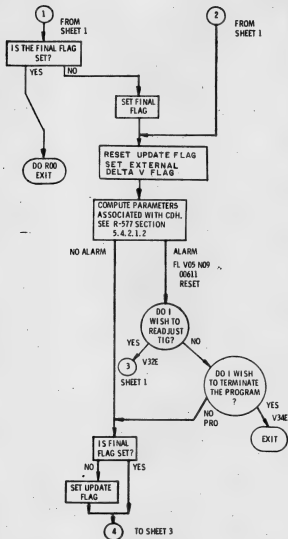 1
FROM
SHEET 1
2
FROM
SHEET 1
IS THE FINAL FLAG
SET?
YES
NO
SET FINAL
FLAG
DO R00
EXIT
RESET UPDATE FLAG
SET EXTERNAL
DELTA V FLAG
COMPUTE PARAMETERS
ASSOCIATED WITH CDH.
SEE R-577 SECTION
5.4.2.1.2
NO ALARM
ALARM
FL V05 N09
00611
RESET
DO I
WISH TO
READJUST
TIG?
YES
NO
V32E
3
SHEET 1
DO I WISH
TO TERMINATE
THE PROGRAM
?
NO
PRO
YES
V34E
EXIT
IS FINAL
FLAG SET?
NO
YES
SET UPDATE
FLAG
4
TO SHEET 3